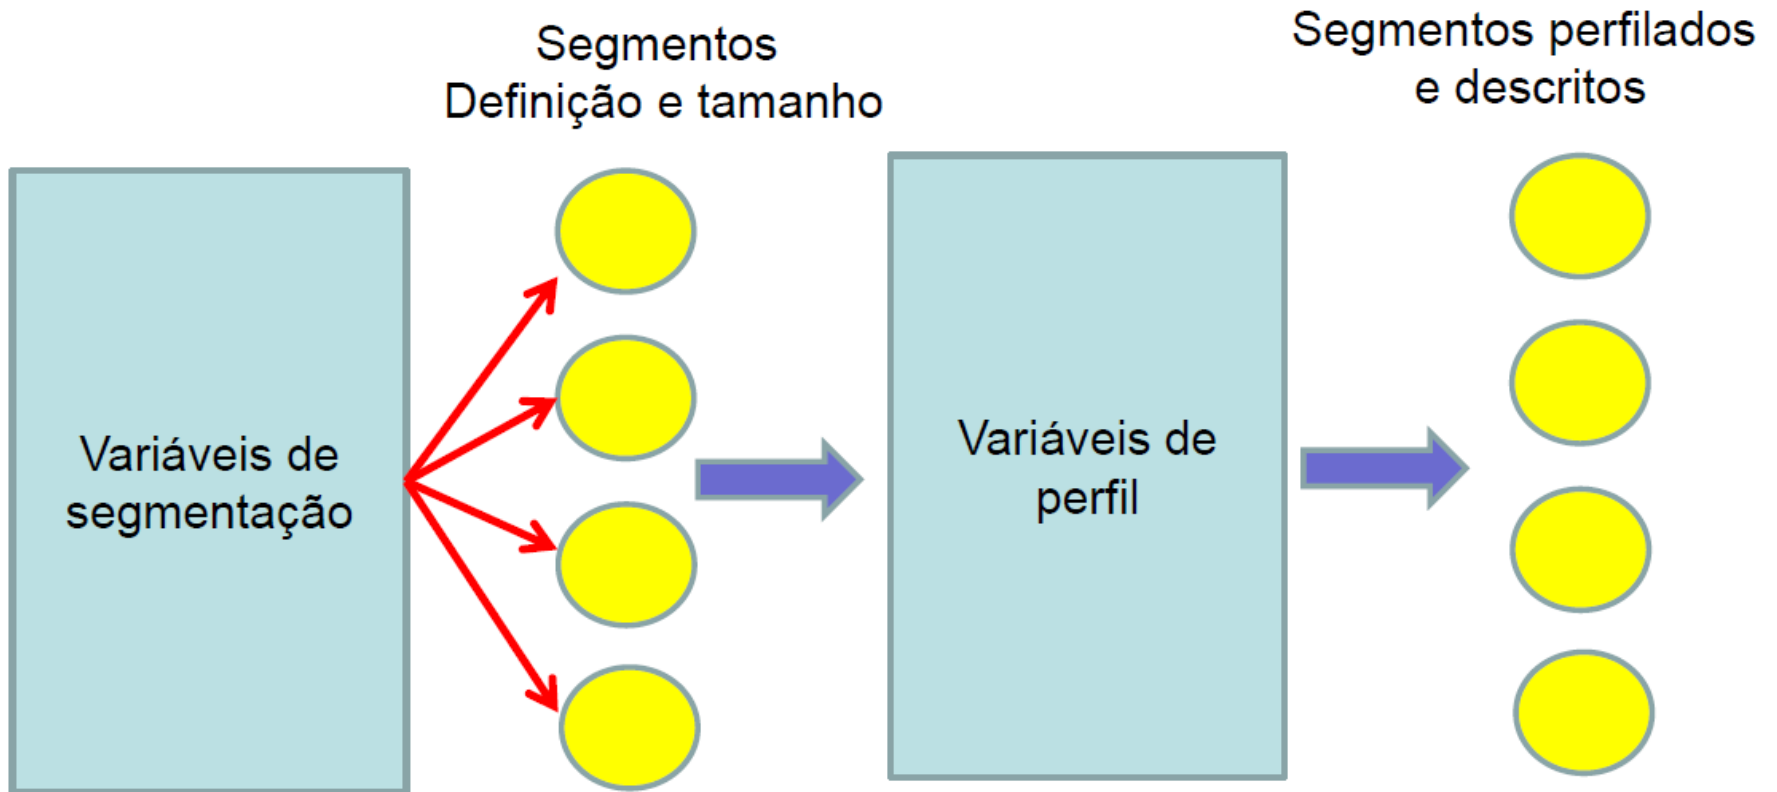 Segmentos
Definição e tamanho
Segmentos perfilados
e descritos
Variáveis de
segmentação
Variáveis de
perfil